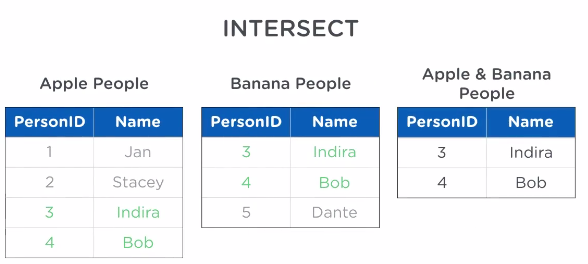 INTERSECT
Apple People
PersonID Name
1 Jan
2 Stacey
3 Indira
4 Bob
Banana People
PersonID Name
3 Indira
4 Bob
5 Dante
Apple & Banana
People
PersonID Name
3 Indira
4 Bob